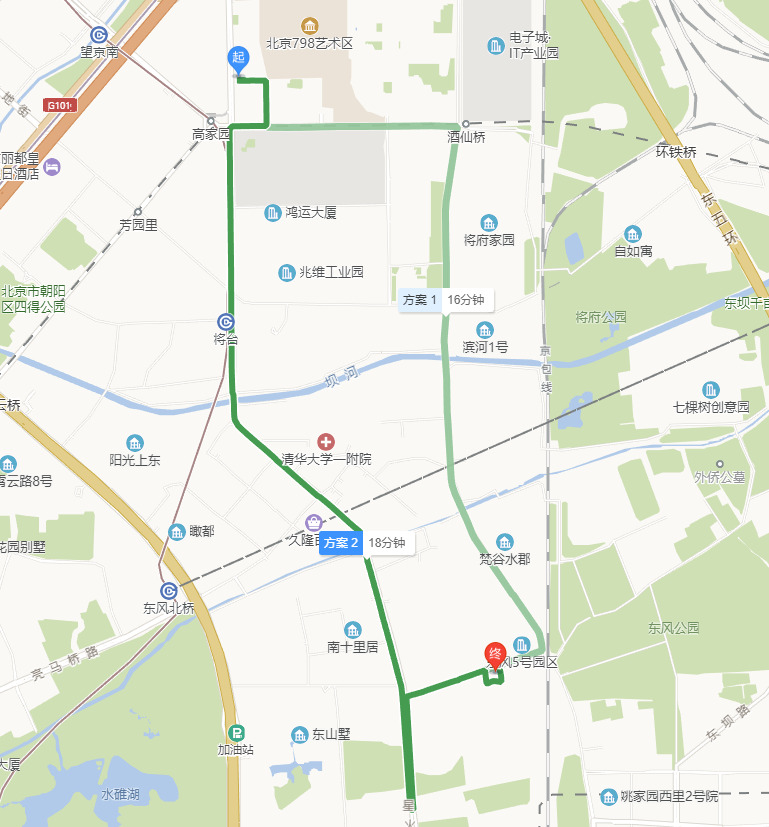 望京南
北京798艺术区
电子城·
IT产业园
起
G101
高家园
酒仙桥
环铁桥
丽都皇
日酒店
东五环
芳园里
鸿运大厦
将府家园
自如寓
兆维工业园
北京市朝阳
区四得公园
方案 1 16分钟
将府公园
将台
滨河1号
京包线
坝河
七棵树创意园
阳光上东
清华大学一附院
霄云路8号
外侨公墓
瞰都
花园别墅
方案 2 18分钟
梵谷水郡
东风北桥
南十里居
东风公园
终
东风5号园区
亮马桥路
加油站
东山墅
东坝路
大厦
水碓湖
姚家园西里2号院